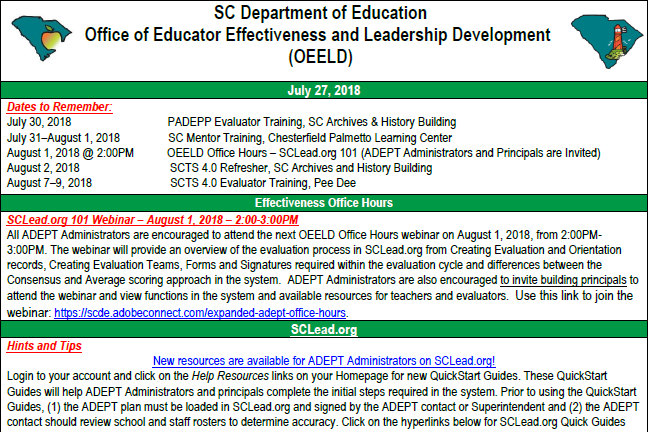 SC Department of Education
Office of Educator Effectiveness and Leadership Development
(OEELD)
July 27, 2018
Dates to Remember:
July 30, 2018 PADEPP Evaluator Training, SC Archives & History Building
July 31–August 1, 2018 SC Mentor Training, Chesterfield Palmetto Learning Center
August 1, 2018 @ 2:00PM OEELD Office Hours – SCLead.org 101 (ADEPT Administrators and Principals are Invited)
August 2, 2018 SCTS 4.0 Refresher, SC Archives and History Building
August 7–9, 2018 SCTS 4.0 Evaluator Training, Pee Dee
Effectiveness Office Hours
SCLead.org 101 Webinar – August 1, 2018 – 2:00-3:00PM
All ADEPT Administrators are encouraged to attend the next OEELD Office Hours webinar on August 1, 2018, from 2:00PM-
3:00PM. The webinar will provide an overview of the evaluation process in SCLead.org from Creating Evaluation and Orientation
records, Creating Evaluation Teams, Forms and Signatures required within the evaluation cycle and differences between the
Consensus and Average scoring approach in the system. ADEPT Administrators are also encouraged to invite building principals to
attend the webinar and view functions in the system and available resources for teachers and evaluators. Use this link to join the
webinar: https://scde.adobeconnect.com/expanded-adept-office-hours.
SCLead.org
Hints and Tips
New resources are available for ADEPT Administrators on SCLead.org!
Login to your account and click on the Help Resources links on your Homepage for new QuickStart Guides. These QuickStart
Guides will help ADEPT Administrators and principals complete the initial steps required in the system. Prior to using the QuickStart
Guides, (1) the ADEPT plan must be loaded in SCLead.org and signed by the ADEPT contact or Superintendent and (2) the ADEPT
contact should review school and staff rosters to determine accuracy. Click on the hyperlinks below for SCLead.org Quick Guides